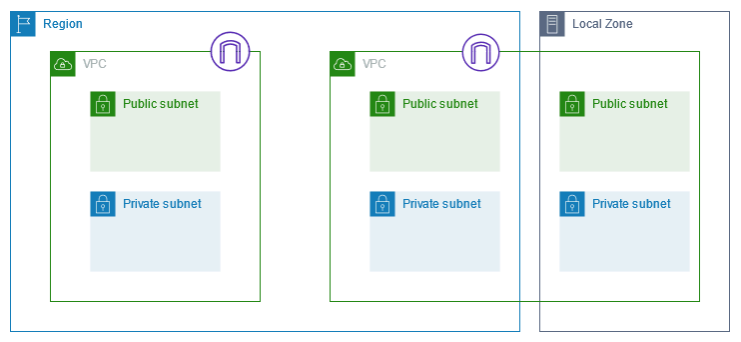 Region
Local Zone
VPC
VPC
Public subnet
Public subnet
Public subnet
Private subnet
Private subnet
Private subnet